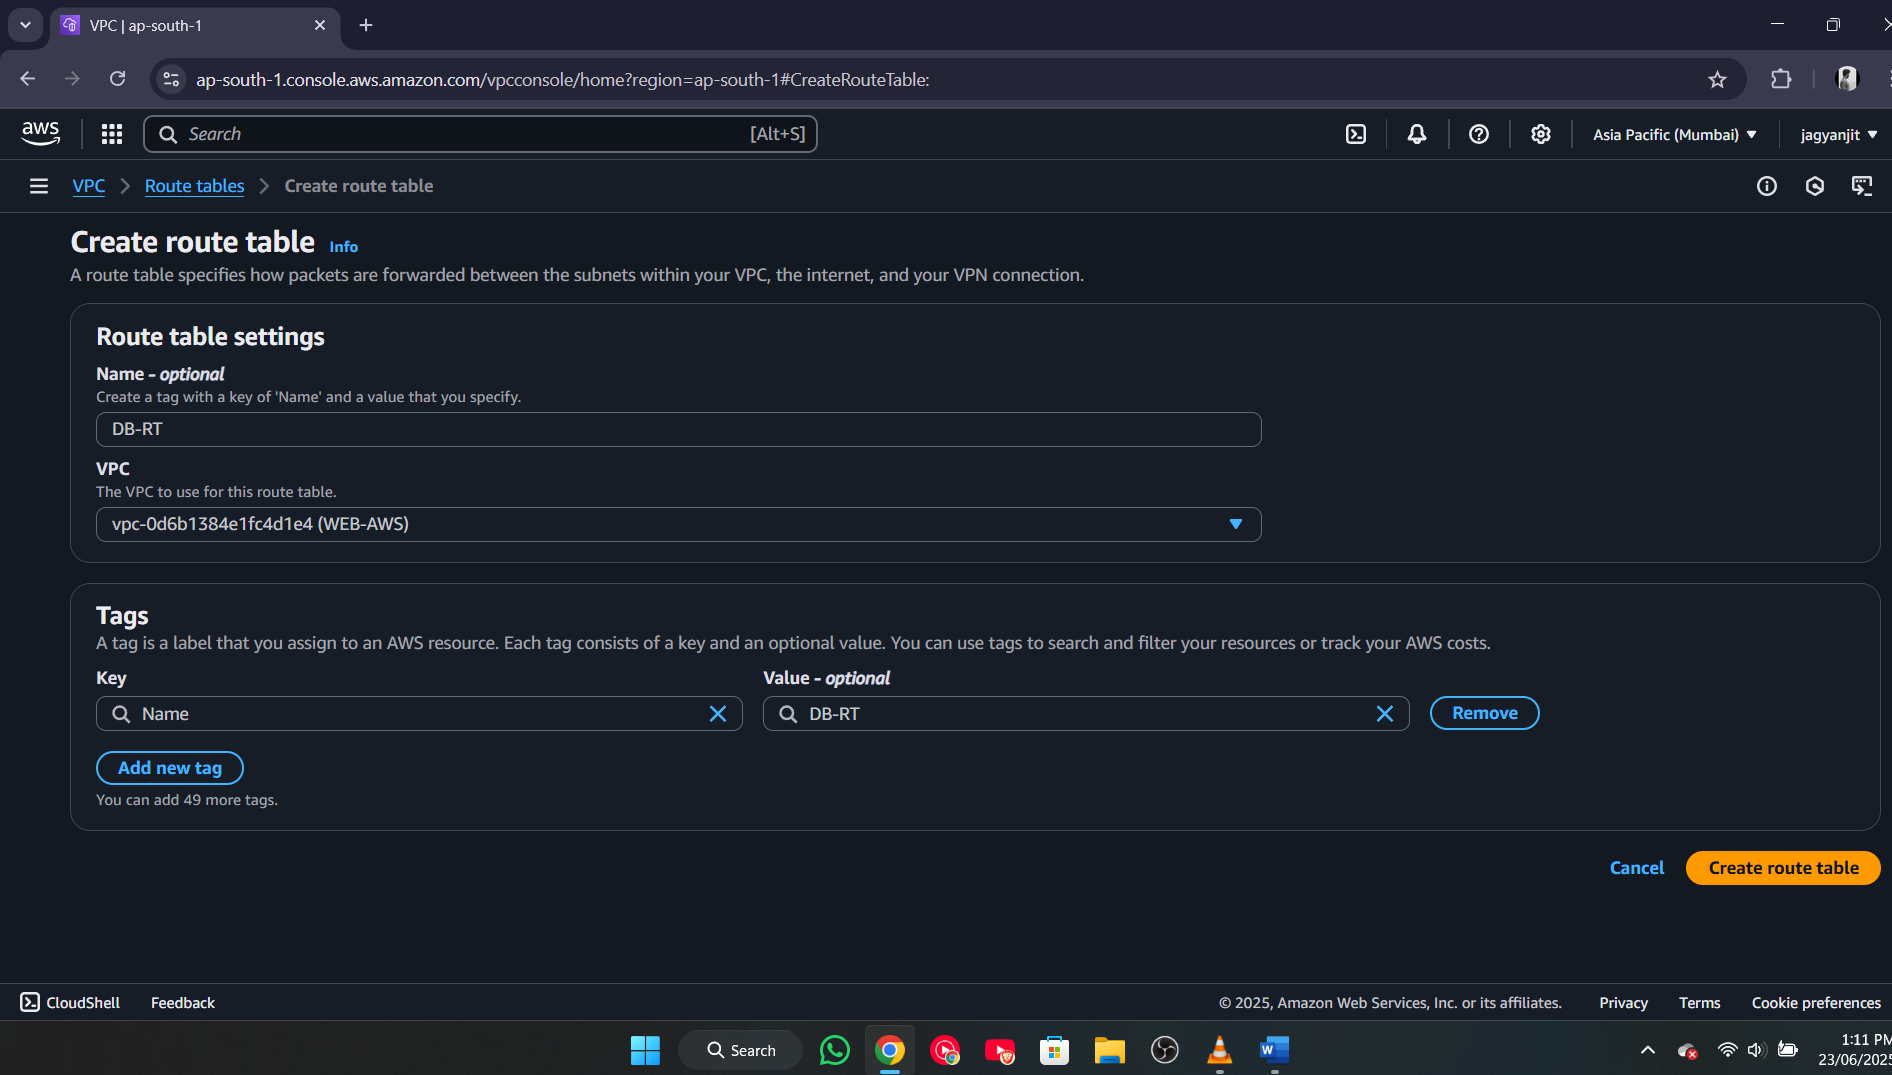 VPC | ap-south-1
ap-south-1.console.aws.amazon.com/vpcconsole/home?region=ap-south-1#CreateRouteTable:
aws
Search [Alt+S]
Asia Pacific (Mumbai)
jagyanjit
VPC Route tables Create route table
Create route table Info
A route table specifies how packets are forwarded between the subnets within your VPC, the internet, and your VPN connection.
Route table settings
Name - optional
Create a tag with a key of 'Name' and a value that you specify.
DB-RT
VPC
The VPC to use for this route table.
vpc-0d6b1384e1fc4d1e4 (WEB-AWS)
Tags
A tag is a label that you assign to an AWS resource. Each tag consists of a key and an optional value. You can use tags to search and filter your resources or track your AWS costs.
Key Value - optional
Name DB-RT Remove
Add new tag
You can add 49 more tags.
Cancel Create route table
CloudShell Feedback © 2025, Amazon Web Services, Inc. or its affiliates. Privacy Terms Cookie preferences
Search
W
1:11 PM
23/06/2025